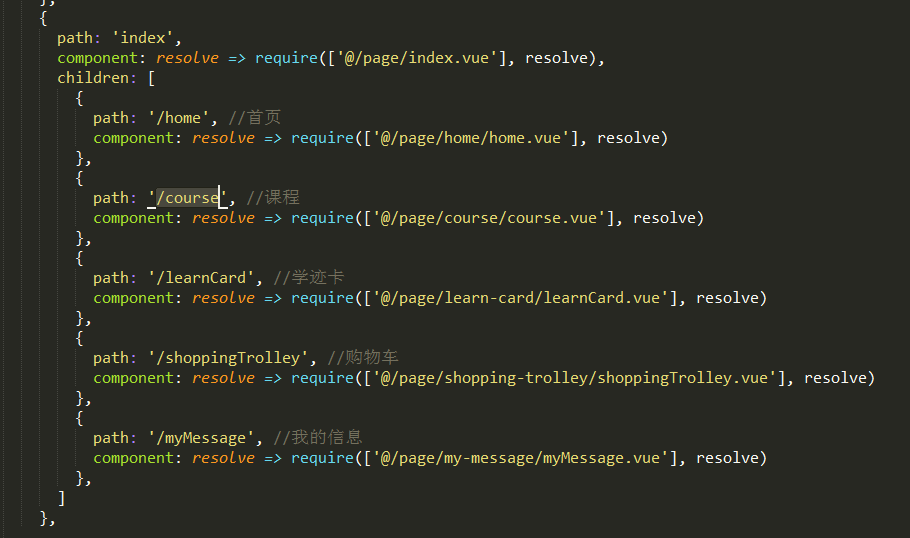 },
{
path: 'index',
component: resolve => require(['@/page/index.vue'], resolve),
children: [
{
path: '/home', //首页
component: resolve => require(['@/page/home/home.vue'], resolve)
},
{
path: '/course', //课程
component: resolve => require(['@/page/course/course.vue'], resolve)
},
{
path: '/learnCard', //学迹卡
component: resolve => require(['@/page/learn-card/learnCard.vue'], resolve)
},
{
path: '/shoppingTrolley', //购物车
component: resolve => require(['@/page/shopping-trolley/shoppingTrolley.vue'], resolve)
},
{
path: '/myMessage', //我的信息
component: resolve => require(['@/page/my-message/myMessage.vue'], resolve)
},
]
},